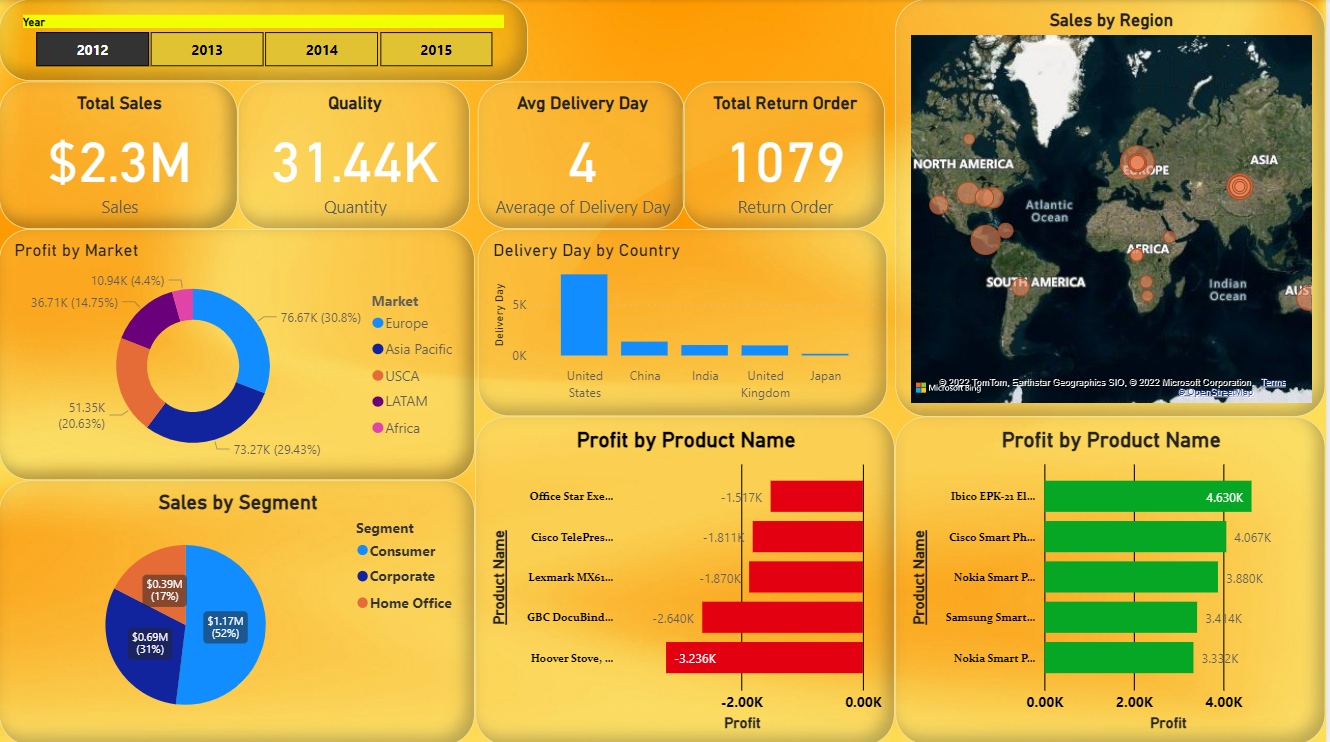 Year
2012
2013
2014
2015
Total Sales
$2.3M
Sales
Quality
31.44K
Quantity
Avg Delivery Day
4
Average of Delivery Day
Total Return Order
1079
Return Order
Sales by Region
NORTH AMERICA
EUROPE
ASIA
Atlantic
Ocean
AFRICA
SOUTH AMERICA
Indian
Ocean
AUS
Microsoft Bing
© 2022 TomTom, Earthstar Geographics SIO, © 2022 Microsoft Corporation, Terms
© OpenStreetMap
Profit by Market
10.94K (4.4%)
36.71K (14.75%)
76.67K (30.8%)
51.35K
(20.63%)
73.27K (29.43%)
Market
Europe
Asia Pacific
USCA
LATAM
Africa
Delivery Day by Country
Delivery Day
5K
0K
United
States
China
India
United
Kingdom
Japan
Sales by Segment
$0.39M
(17%)
$1.17M
(52%)
$0.69M
(31%)
Segment
Consumer
Corporate
Home Office
Profit by Product Name
Product Name
Office Star Exe...
-1.517K
Cisco TelePres...
-1.811K
Lexmark MX61...
-1.870K
GBC DocuBind...
-2.640K
Hoover Stove, ...
-3.236K
-2.00K
0.00K
Profit
Profit by Product Name
Product Name
Ibico EPK-21 El...
4.630K
Cisco Smart Ph...
4.067K
Nokia Smart P...
3.880K
Samsung Smart...
3.414K
Nokia Smart P...
3.332K
0.00K
2.00K
4.00K
Profit